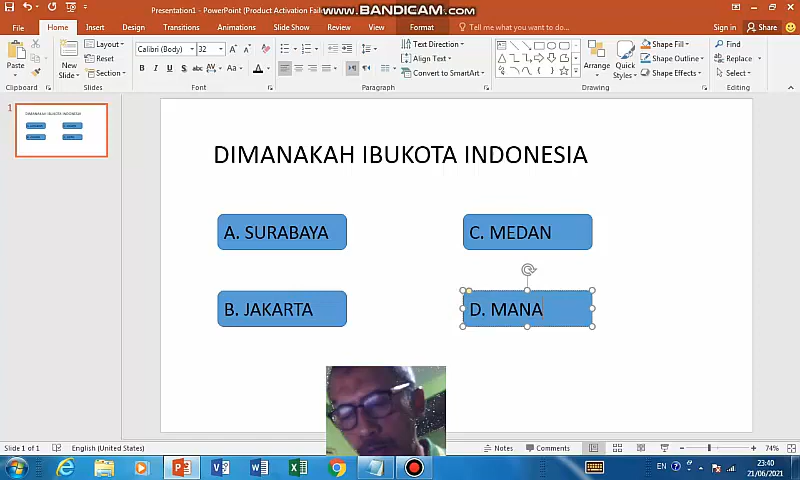 Presentation1 - PowerPoint (Product Activation Fail
www.BANDICAM.com
Format
File
Home
Insert
Design
Transitions
Animations
Slide Show
Review
View
Tell me what you want to do...
Sign in
Share
Paste
New Slide
Layout
Reset
Section
Calibri (Body)
32
Text Direction
Align Text
Convert to SmartArt
Arrange
Quick Styles
Shape Fill
Shape Outline
Shape Effects
Find
Replace
Select
Clipboard
Slides
Font
Paragraph
Drawing
Editing
1
DIMANAKAH IBUKOTA INDONESIA
A. SURABAYA
C. MEDAN
B. JAKARTA
D. MANA
Slide 1 of 1
English (United States)
Notes
Comments
74%
EN
23:40
21/06/2021